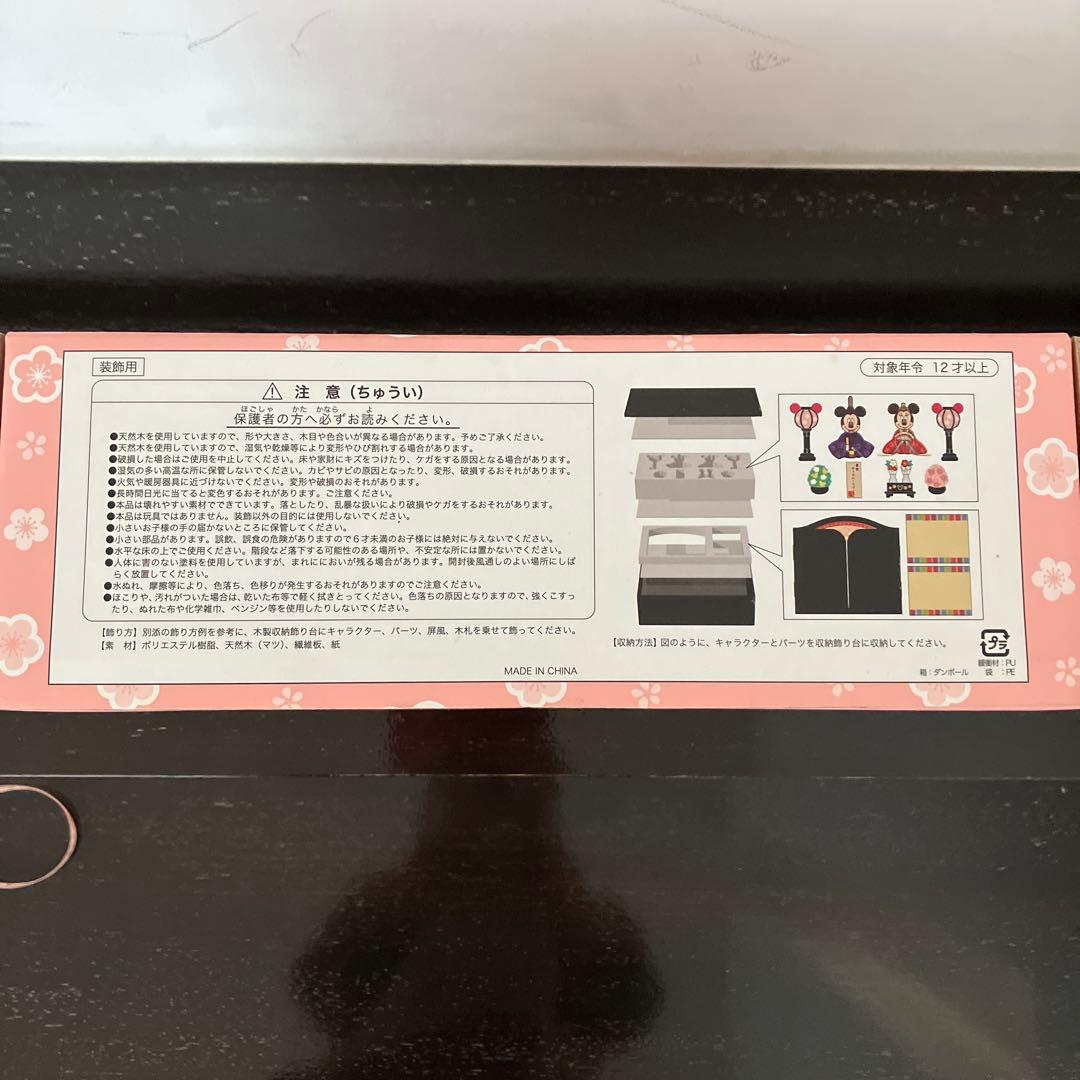 装飾用
対象年令 12才以上
注 意(ちゅうい)
保護者の方へ必ずお読みください。
●天然木を使用していますので、形や大きさ、木目や色合いが異なる場合があります。予めご了承ください。
●天然木を使用していますので、湿気や乾燥等により変形やひび割れする場合があります。
●破損した場合はご使用を中止してください。床や家財にキズをつけたり、ケガをする原因となる場合があります。
●湿気の多い高温な所に保管しないでください。カビやサビの原因となったり、変形、破損するおそれがあります。
●火気や暖房器具に近づけないでください。変形や破損のおそれがあります。
●長時間日光に当てると変色するおそれがあります。ご注意ください。
●本品は壊れやすい素材でできています。落としたり、乱暴な扱いにより破損やケガをするおそれがあります。
●本品は玩具ではありません。装飾以外の目的には使用しないでください。
●小さいお子様の手の届かないところに保管してください。
●小さい部品があります。誤飲、誤食の危険がありますので6才未満のお子様には絶対に与えないでください。
●水平な床の上でご使用ください。階段など落下する可能性のある場所や、不安定な所には置かないでください。
●人体に害のない塗料を使用していますが、まれににおいが残る場合があります。開封後風通しのよい場所にしば
らく放置してください。
●水ぬれ、摩擦等により、色落ち、色移りが発生するおそれがありますのでご注意ください。
●ほこりや、汚れがついた場合は、乾いた布等で軽く拭きとってください。色落ちの原因となりますので、強くこすっ
たり、ぬれた布や化学雑巾、ベンジン等を使用したりしないでください。
【飾り方】別添の飾り方例を参考に、木製収納飾り台にキャラクター、パーツ、屏風、木札を乗せて飾ってください。
【素 材】ポリエステル樹脂、天然木(マツ)、繊維板、紙
MADE IN CHINA
【収納方法】図のように、キャラクターとパーツを収納飾り台に収納してください。
プラ
緩衝材:PU
箱:ダンボール 袋:PE